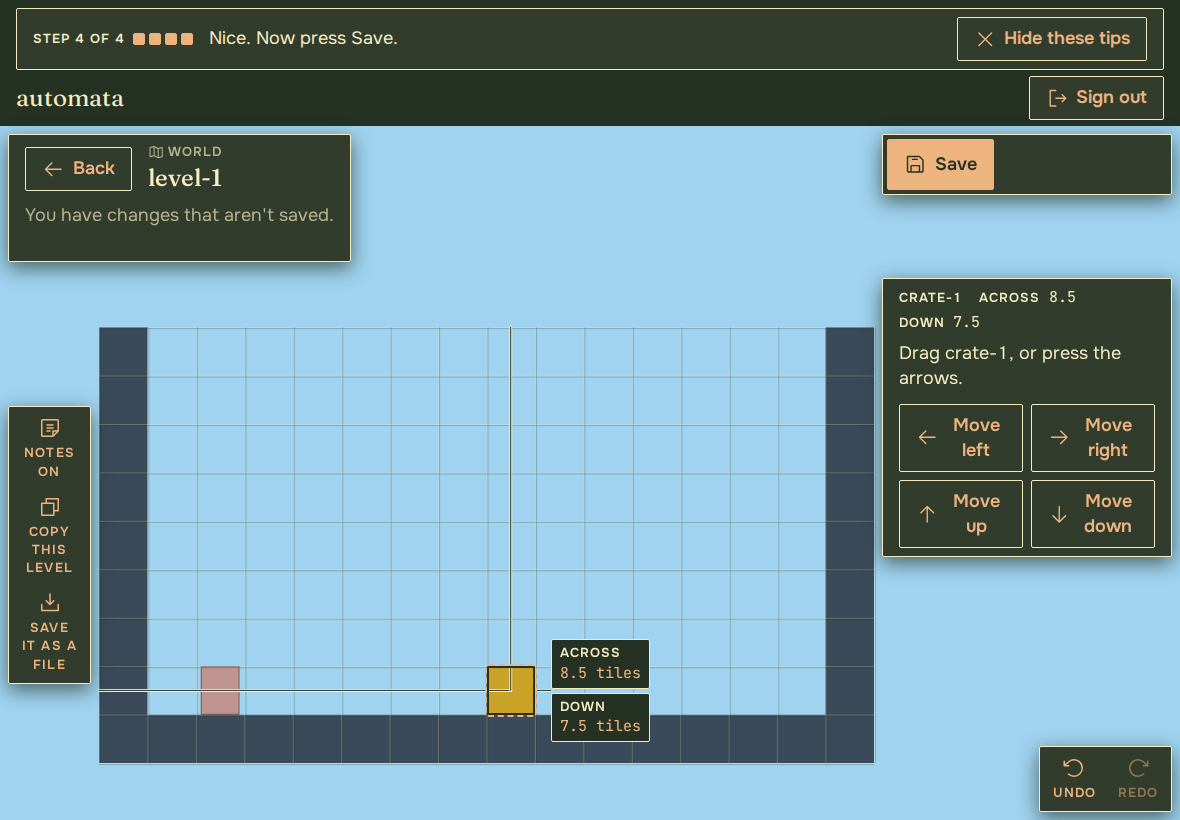 STEP 4 OF 4
Nice. Now press Save.
Hide these tips
automata
Sign out
Back
WORLD
level-1
You have changes that aren't saved.
Save
CRATE-1 ACROSS 8.5
DOWN 7.5
Drag crate-1, or press the
arrows.
Move
left
Move
right
Move
up
Move
down
NOTES
ON
COPY
THIS
LEVEL
SAVE
IT AS A
FILE
ACROSS
8.5 tiles
DOWN
7.5 tiles
UNDO
REDO